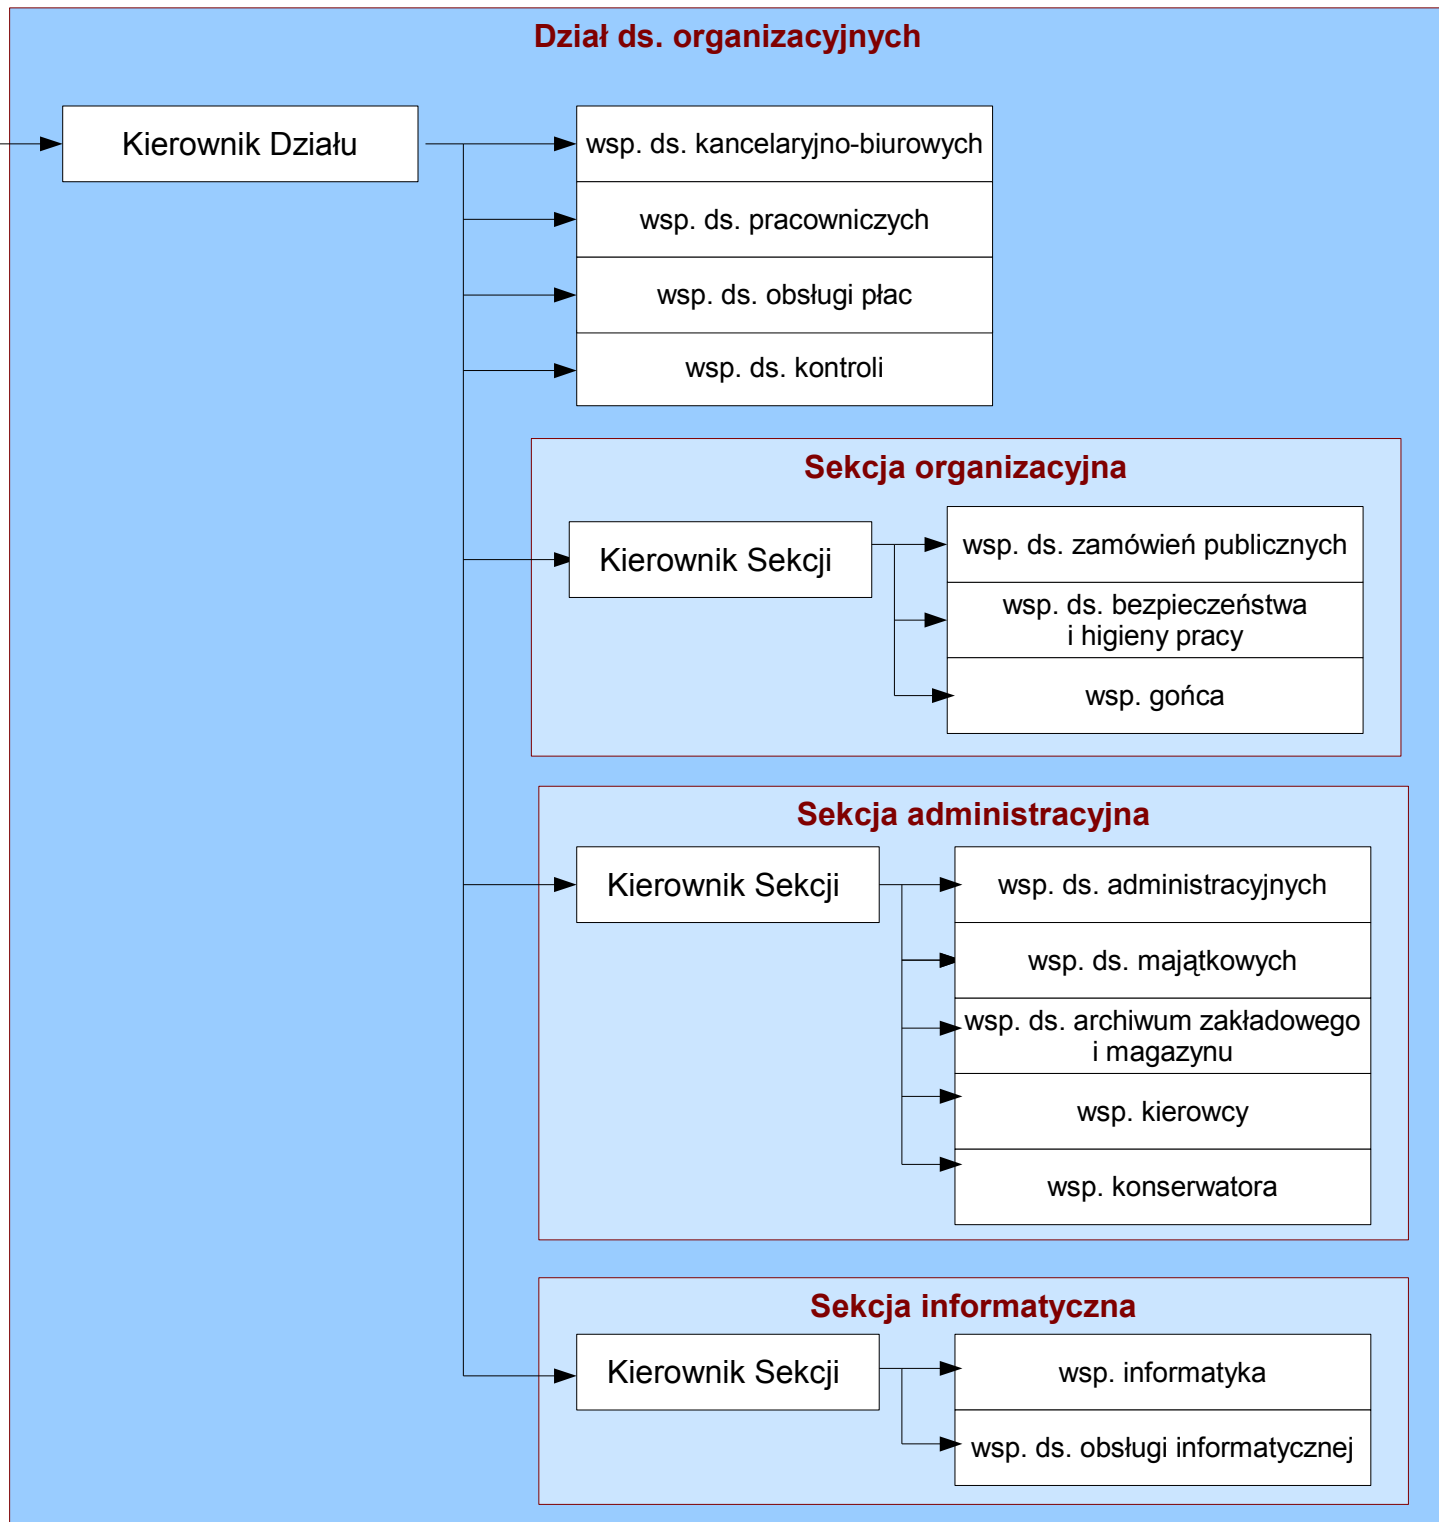 Dział ds. organizacyjnych
Kierownik Działu
wsp. ds. kancelaryjno-biurowych
wsp. ds. pracowniczych
wsp. ds. obsługi płac
wsp. ds. kontroli
Sekcja organizacyjna
Kierownik Sekcji
wsp. ds. zamówień publicznych
wsp. ds. bezpieczeństwa
i higieny pracy
wsp. gońca
Sekcja administracyjna
Kierownik Sekcji
wsp. ds. administracyjnych
wsp. ds. majątkowych
wsp. ds. archiwum zakładowego
i magazynu
wsp. kierowcy
wsp. konserwatora
Sekcja informatyczna
Kierownik Sekcji
wsp. informatyka
wsp. ds. obsługi informatycznej